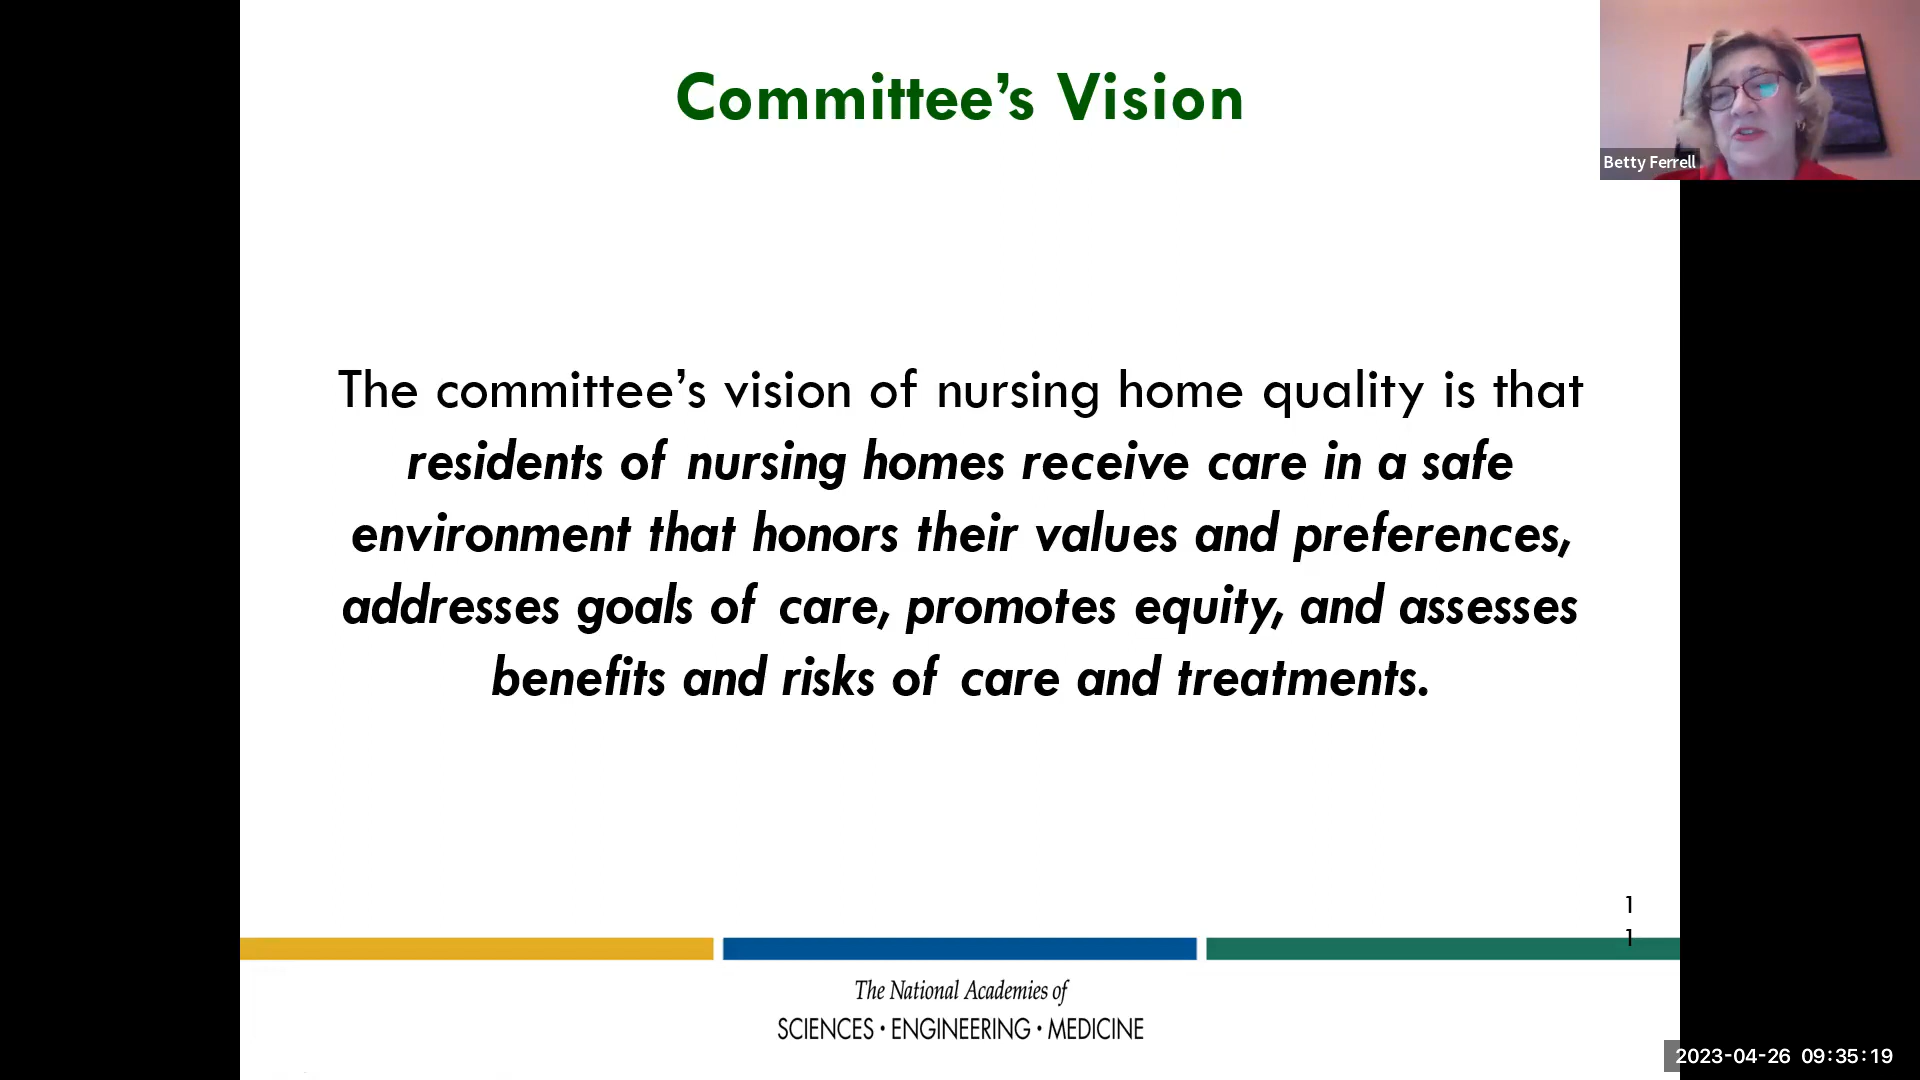 Committee’s Vision
Betty Ferrell
The committee’s vision of nursing home quality is that
residents of nursing homes receive care in a safe
environment that honors their values and preferences,
addresses goals of care, promotes equity, and assesses
benefits and risks of care and treatments.
1
1
The National Academies of
SCIENCES • ENGINEERING • MEDICINE
2023-04-26 09:35:19